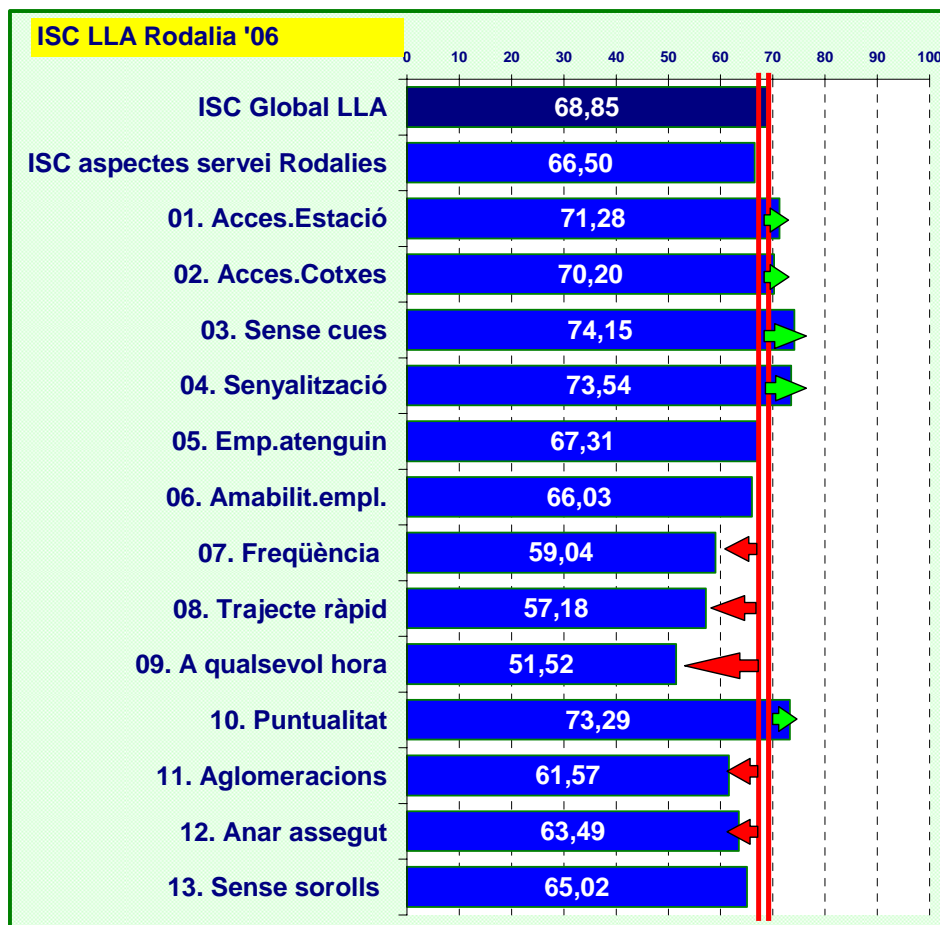 ISC LLA Rodalia '06
0 10 20 30 40 50 60 70 80 90 100
ISC Global LLA 68,85
ISC aspectes servei Rodalies 66,50
01. Acces.Estació 71,28
02. Acces.Cotxes 70,20
03. Sense cues 74,15
04. Senyalització 73,54
05. Emp.atenguin 67,31
06. Amabilit.empl. 66,03
07. Freqüència 59,04
08. Trajecte ràpid 57,18
09. A qualsevol hora 51,52
10. Puntualitat 73,29
11. Aglomeracions 61,57
12. Anar assegut 63,49
13. Sense sorolls 65,02